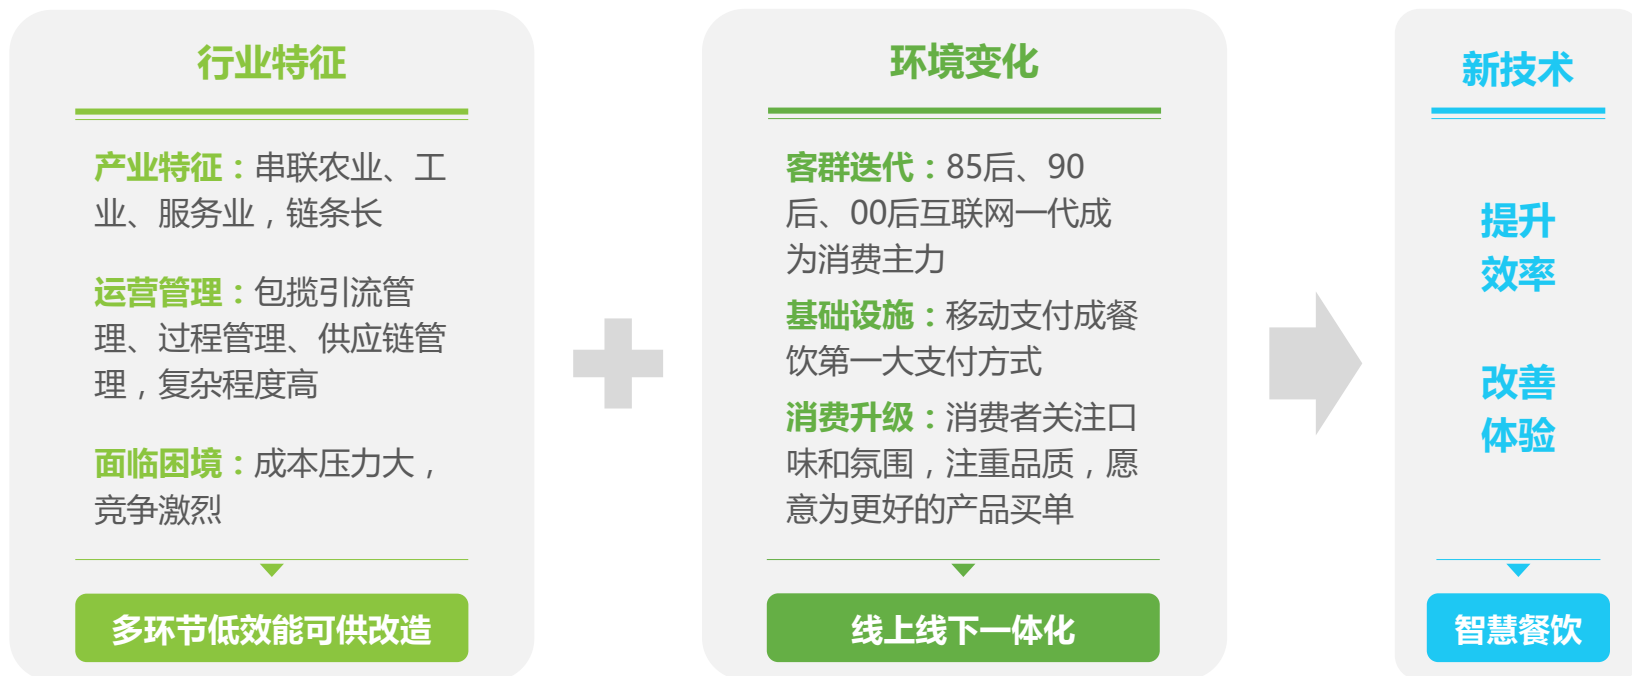 行业特征
产业特征：串联农业、工
业、服务业，链条长
运营管理：包揽引流管
理、过程管理、供应链管
理，复杂程度高
面临困境：成本压力大，
竞争激烈
多环节低效能可供改造
环境变化
客群迭代：85后、90
后、00后互联网一代成
为消费主力
基础设施：移动支付成餐
饮第一大支付方式
消费升级：消费者关注口
味和氛围，注重品质，愿
意为更好的产品买单
线上线下一体化
新技术
提升
效率
改善
体验
智慧餐饮